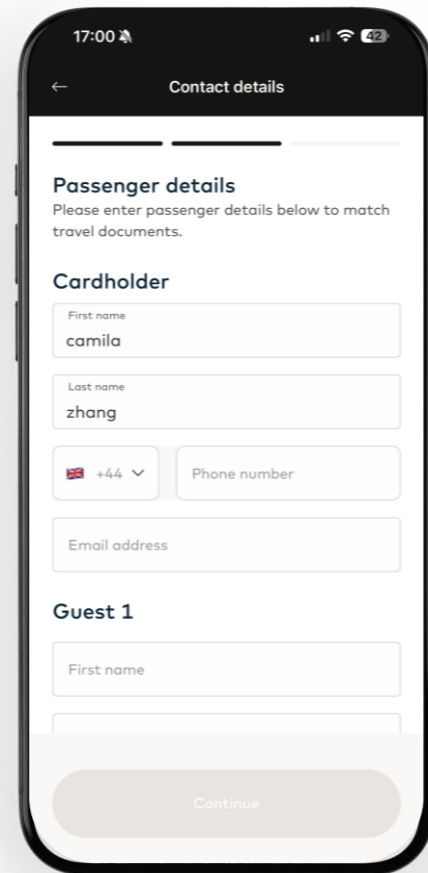 17:00
42
Contact details
Passenger details
Please enter passenger details below to match
travel documents.
Cardholder
First name
camila
Last name
zhang
+44
Phone number
Email address
Guest 1
First name
Continue